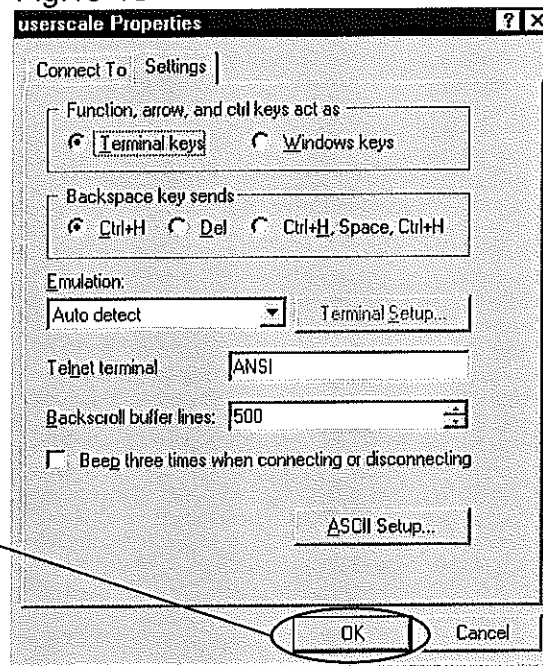 userscale Properties ? ×
Connect To Settings
Function, arrow, and ctrl keys act as
Terminal keys Windows keys
Backspace key sends
Ctrl+H Del Ctrl+H, Space, Ctrl+H
Emulation:
Auto detect Terminal Setup...
Telnet terminal ANSI
Backscroll buffer lines: 500
Beep three times when connecting or disconnecting
ASCII Setup...
OK Cancel